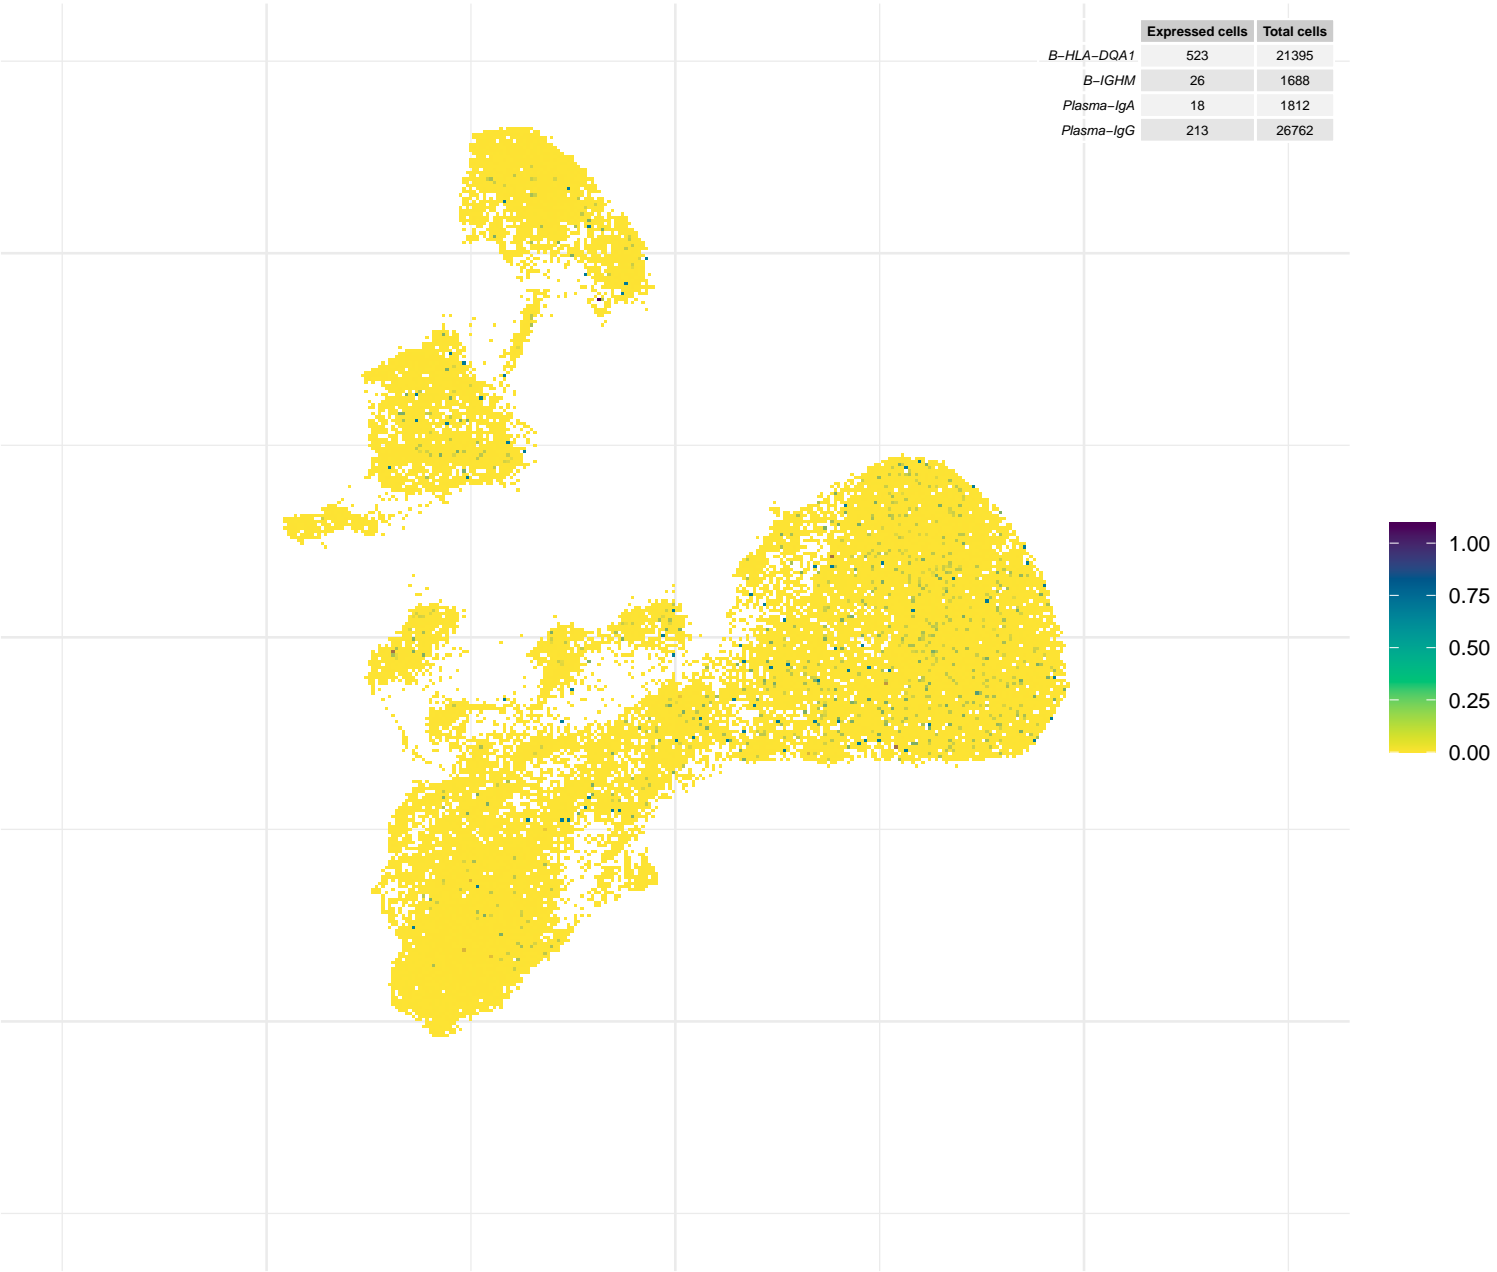 Expressed cells Total cells
B−HLA−DQA1 523 21395
B−IGHM 26 1688
Plasma−IgA 18 1812
Plasma−IgG 213 26762
1.00
0.75
0.50
0.25
0.00